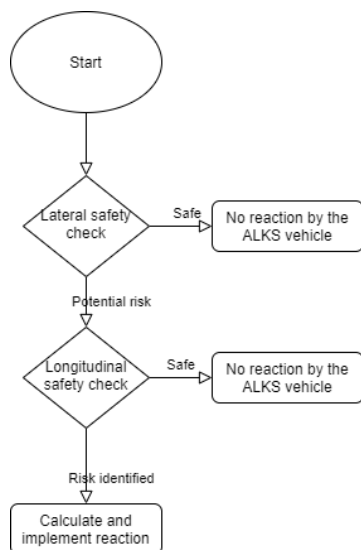 Start
Lateral safety
check
Safe
No reaction by the
ALKS vehicle
Potential risk
Longitudinal
safety check
Safe
No reaction by the
ALKS vehicle
Risk identified
Calculate and
implement reaction